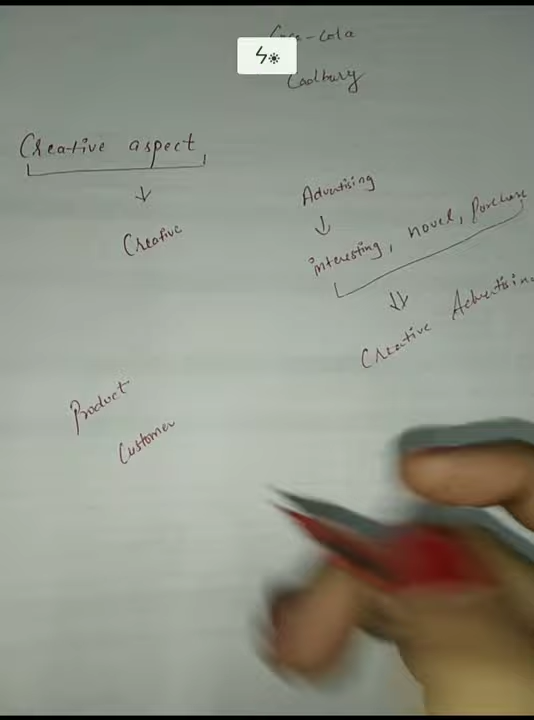 Coca-Cola
Cadbury
Creative aspect
Creative
Advertising
interesting, novel, purchase
Creative Advertising
Product
Customer